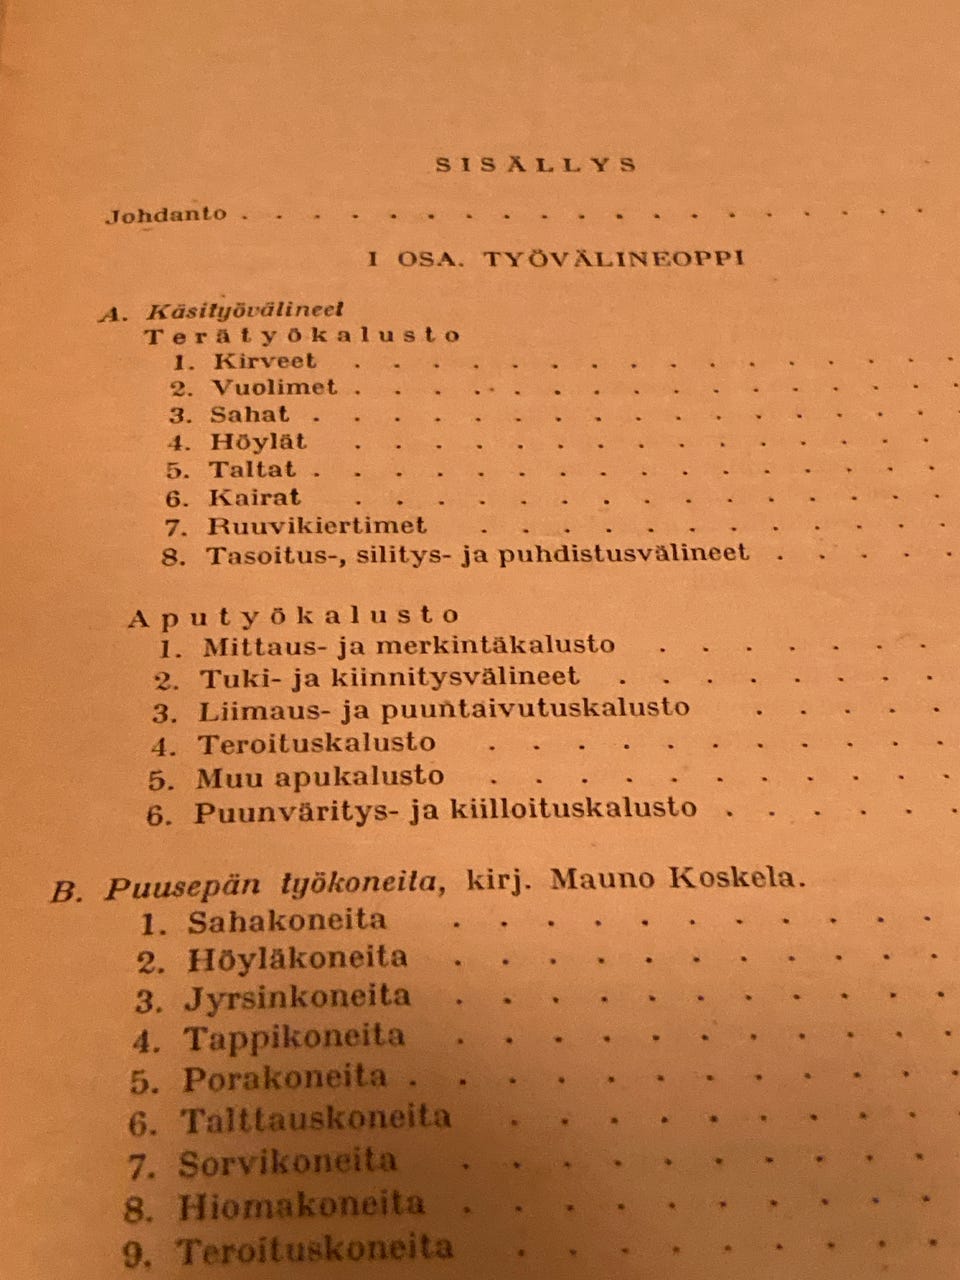 SISÄLLYS
Johdanto . . . . . . . . . . . . . . . . . . .
I OSA. TYÖVÄLINEOPPI
A. Käsityövälineet
Terätyökalusto
1. Kirveet . . . . . . . . . . . . . . . .
2. Vuolimet . . . . . . . . . . . . . . . .
3. Sahat . . . . . . . . . . . . . . . . .
4. Höylät . . . . . . . . . . . . . . .
5. Taltat . . . . . . . . . . . . . . . .
6. Kairat . . . . . . . . . . . . . . .
7. Ruuvikiertimet . . . . . . . . . . . .
8. Tasoitus-, silitys- ja puhdistusvälineet . . . . .
Aputyökalusto
1. Mittaus- ja merkintäkalusto . . . . . . .
2. Tuki- ja kiinnitysvälineet . . . . . . . .
3. Liimaus- ja puuntaivutuskalusto . . . . .
4. Teroituskalusto . . . . . . . . . . .
5. Muu apukalusto . . . . . . . . . . .
6. Puunväritys- ja kiilloituskalusto . . . . . .
B. Puusepän työkoneita, kirj. Mauno Koskela.
1. Sahakoneita . . . . . . . . . . .
2. Höyläkoneita . . . . . . . . . . .
3. Jyrsinkoneita . . . . . . . . . . .
4. Tappikoneita . . . . . . . . . . .
5. Porakoneita . . . . . . . . . . . .
6. Talttauskoneita . . . . . . . . . .
7. Sorvikoneita . . . . . . . . . .
8. Hiomakoneita . . . . . . . . . .
9. Teroituskoneita . . . . . . . . .